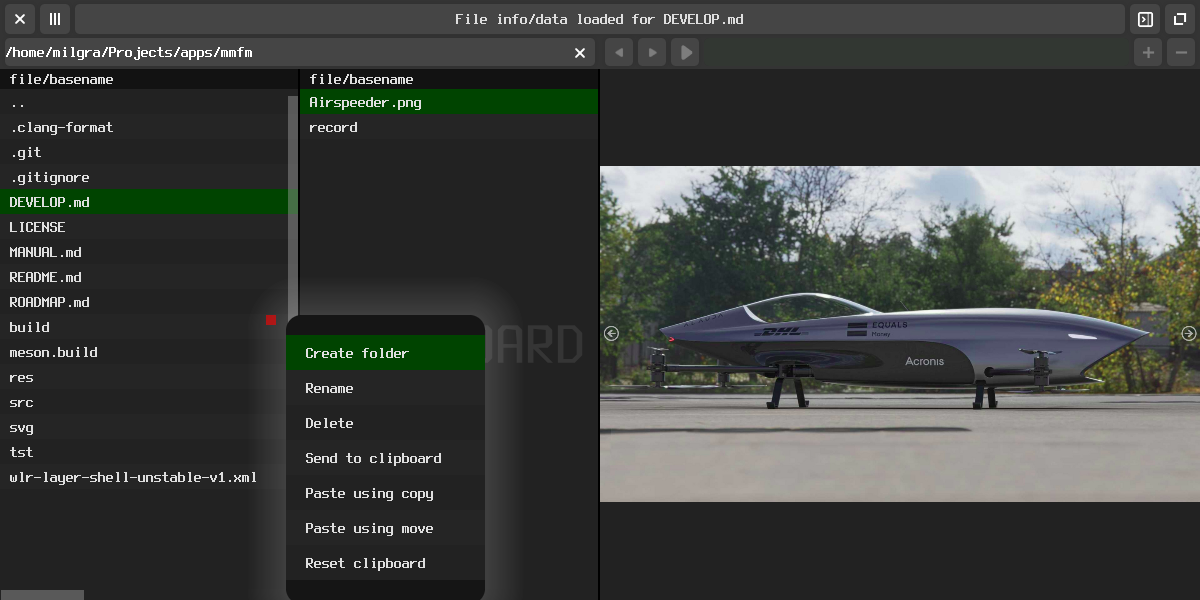 File info/data loaded for DEVELOP.md
/home/milgra/Projects/apps/mmfm
file/basename
..
.clang-format
.git
.gitignore
DEVELOP.md
LICENSE
MANUAL.md
README.md
ROADMAP.md
build
meson.build
res
src
svg
tst
wlr-layer-shell-unstable-v1.xml
file/basename
Airspeeder.png
record
Create folder
Rename
Delete
Send to clipboard
Paste using copy
Paste using move
Reset clipboard
DHL
EQUALS
Money
Acronis